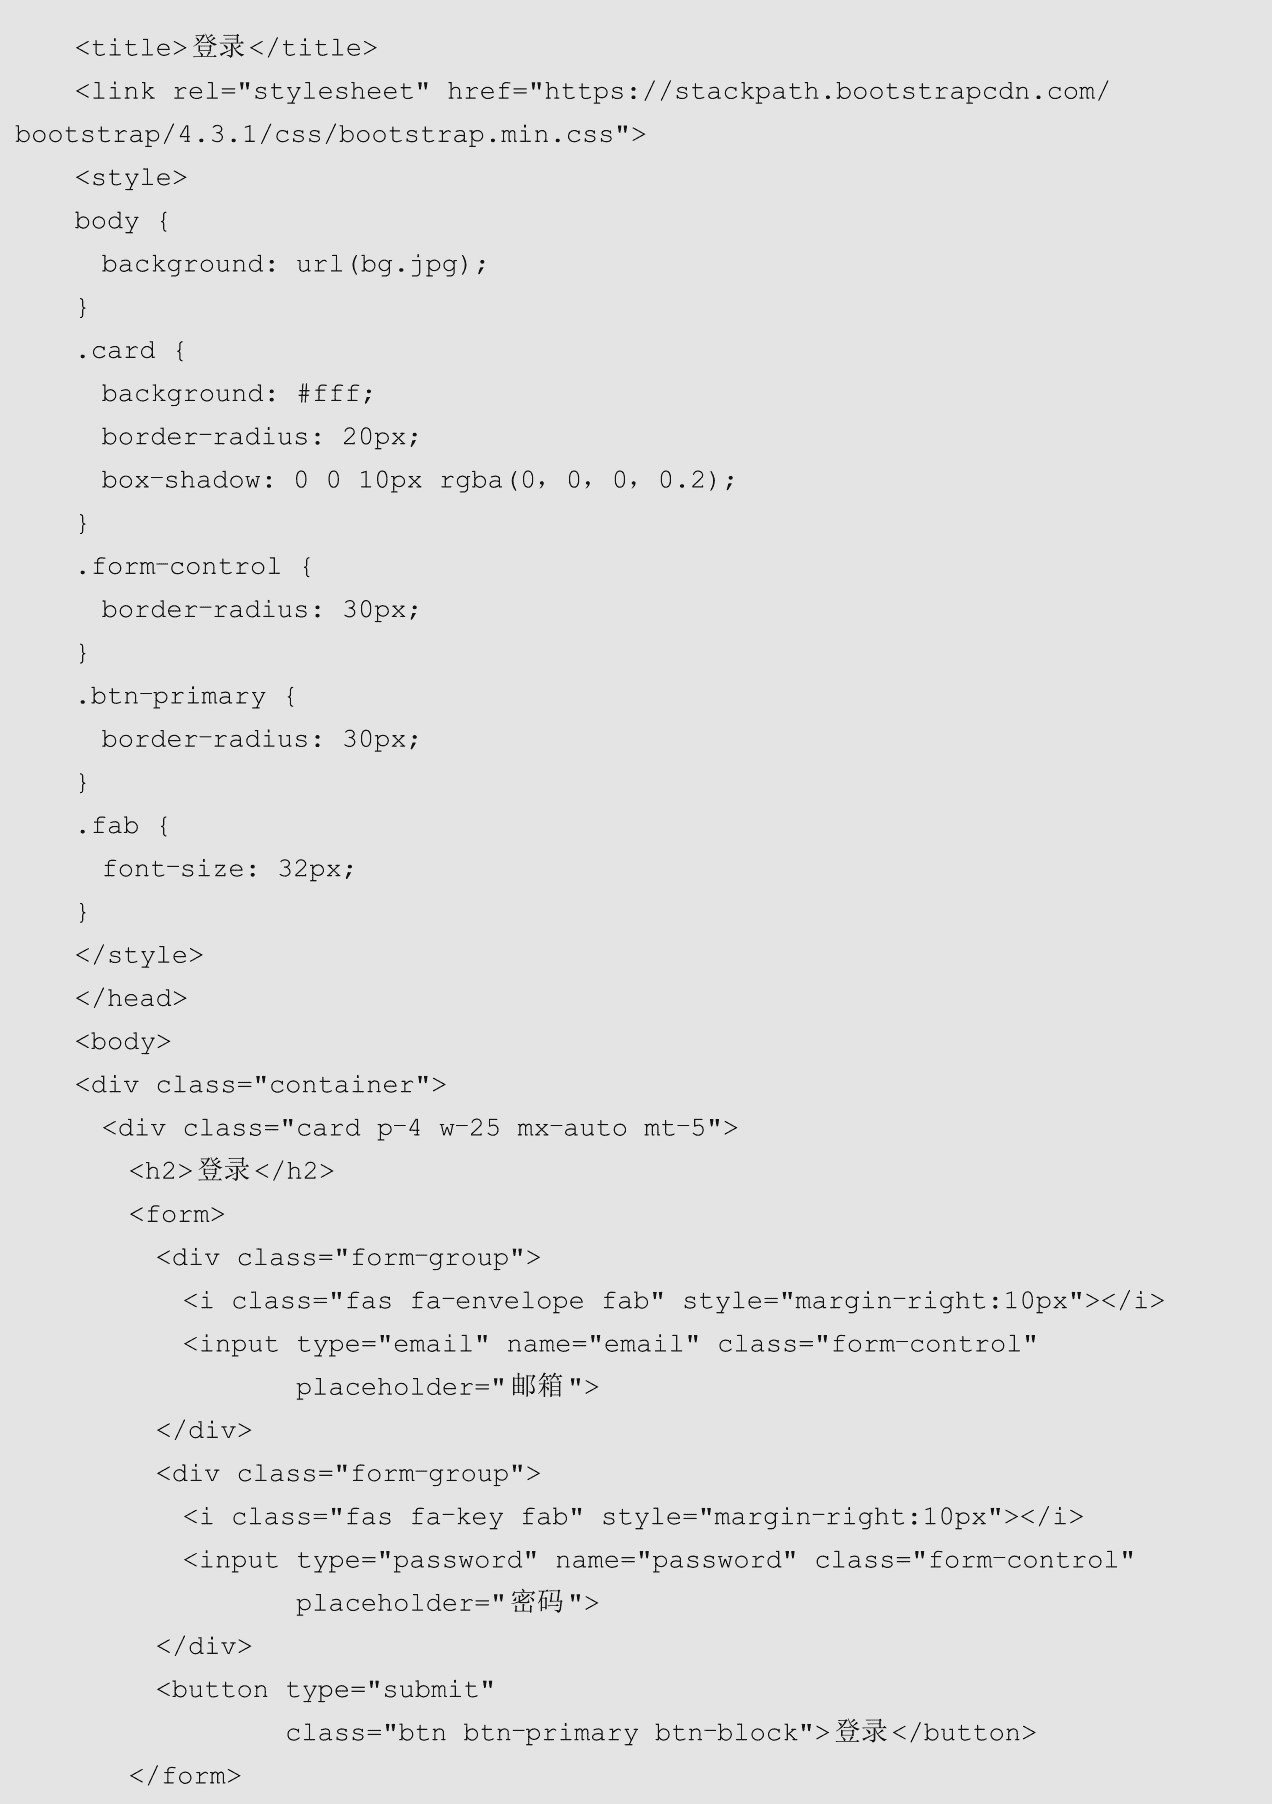 <title>登录</title>
<link rel="stylesheet" href="https://stackpath.bootstrapcdn.com/
bootstrap/4.3.1/css/bootstrap.min.css">
<style>
body {
background: url(bg.jpg);
}
.card {
background: #fff;
border-radius: 20px;
box-shadow: 0 0 10px rgba(0, 0, 0, 0.2);
}
.form-control {
border-radius: 30px;
}
.btn-primary {
border-radius: 30px;
}
.fab {
font-size: 32px;
}
</style>
</head>
<body>
<div class="container">
<div class="card p-4 w-25 mx-auto mt-5">
<h2>登录</h2>
<form>
<div class="form-group">
<i class="fas fa-envelope fab" style="margin-right:10px"></i>
<input type="email" name="email" class="form-control"
placeholder="邮箱">
</div>
<div class="form-group">
<i class="fas fa-key fab" style="margin-right:10px"></i>
<input type="password" name="password" class="form-control"
placeholder="密码">
</div>
<button type="submit"
class="btn btn-primary btn-block">登录</button>
</form>